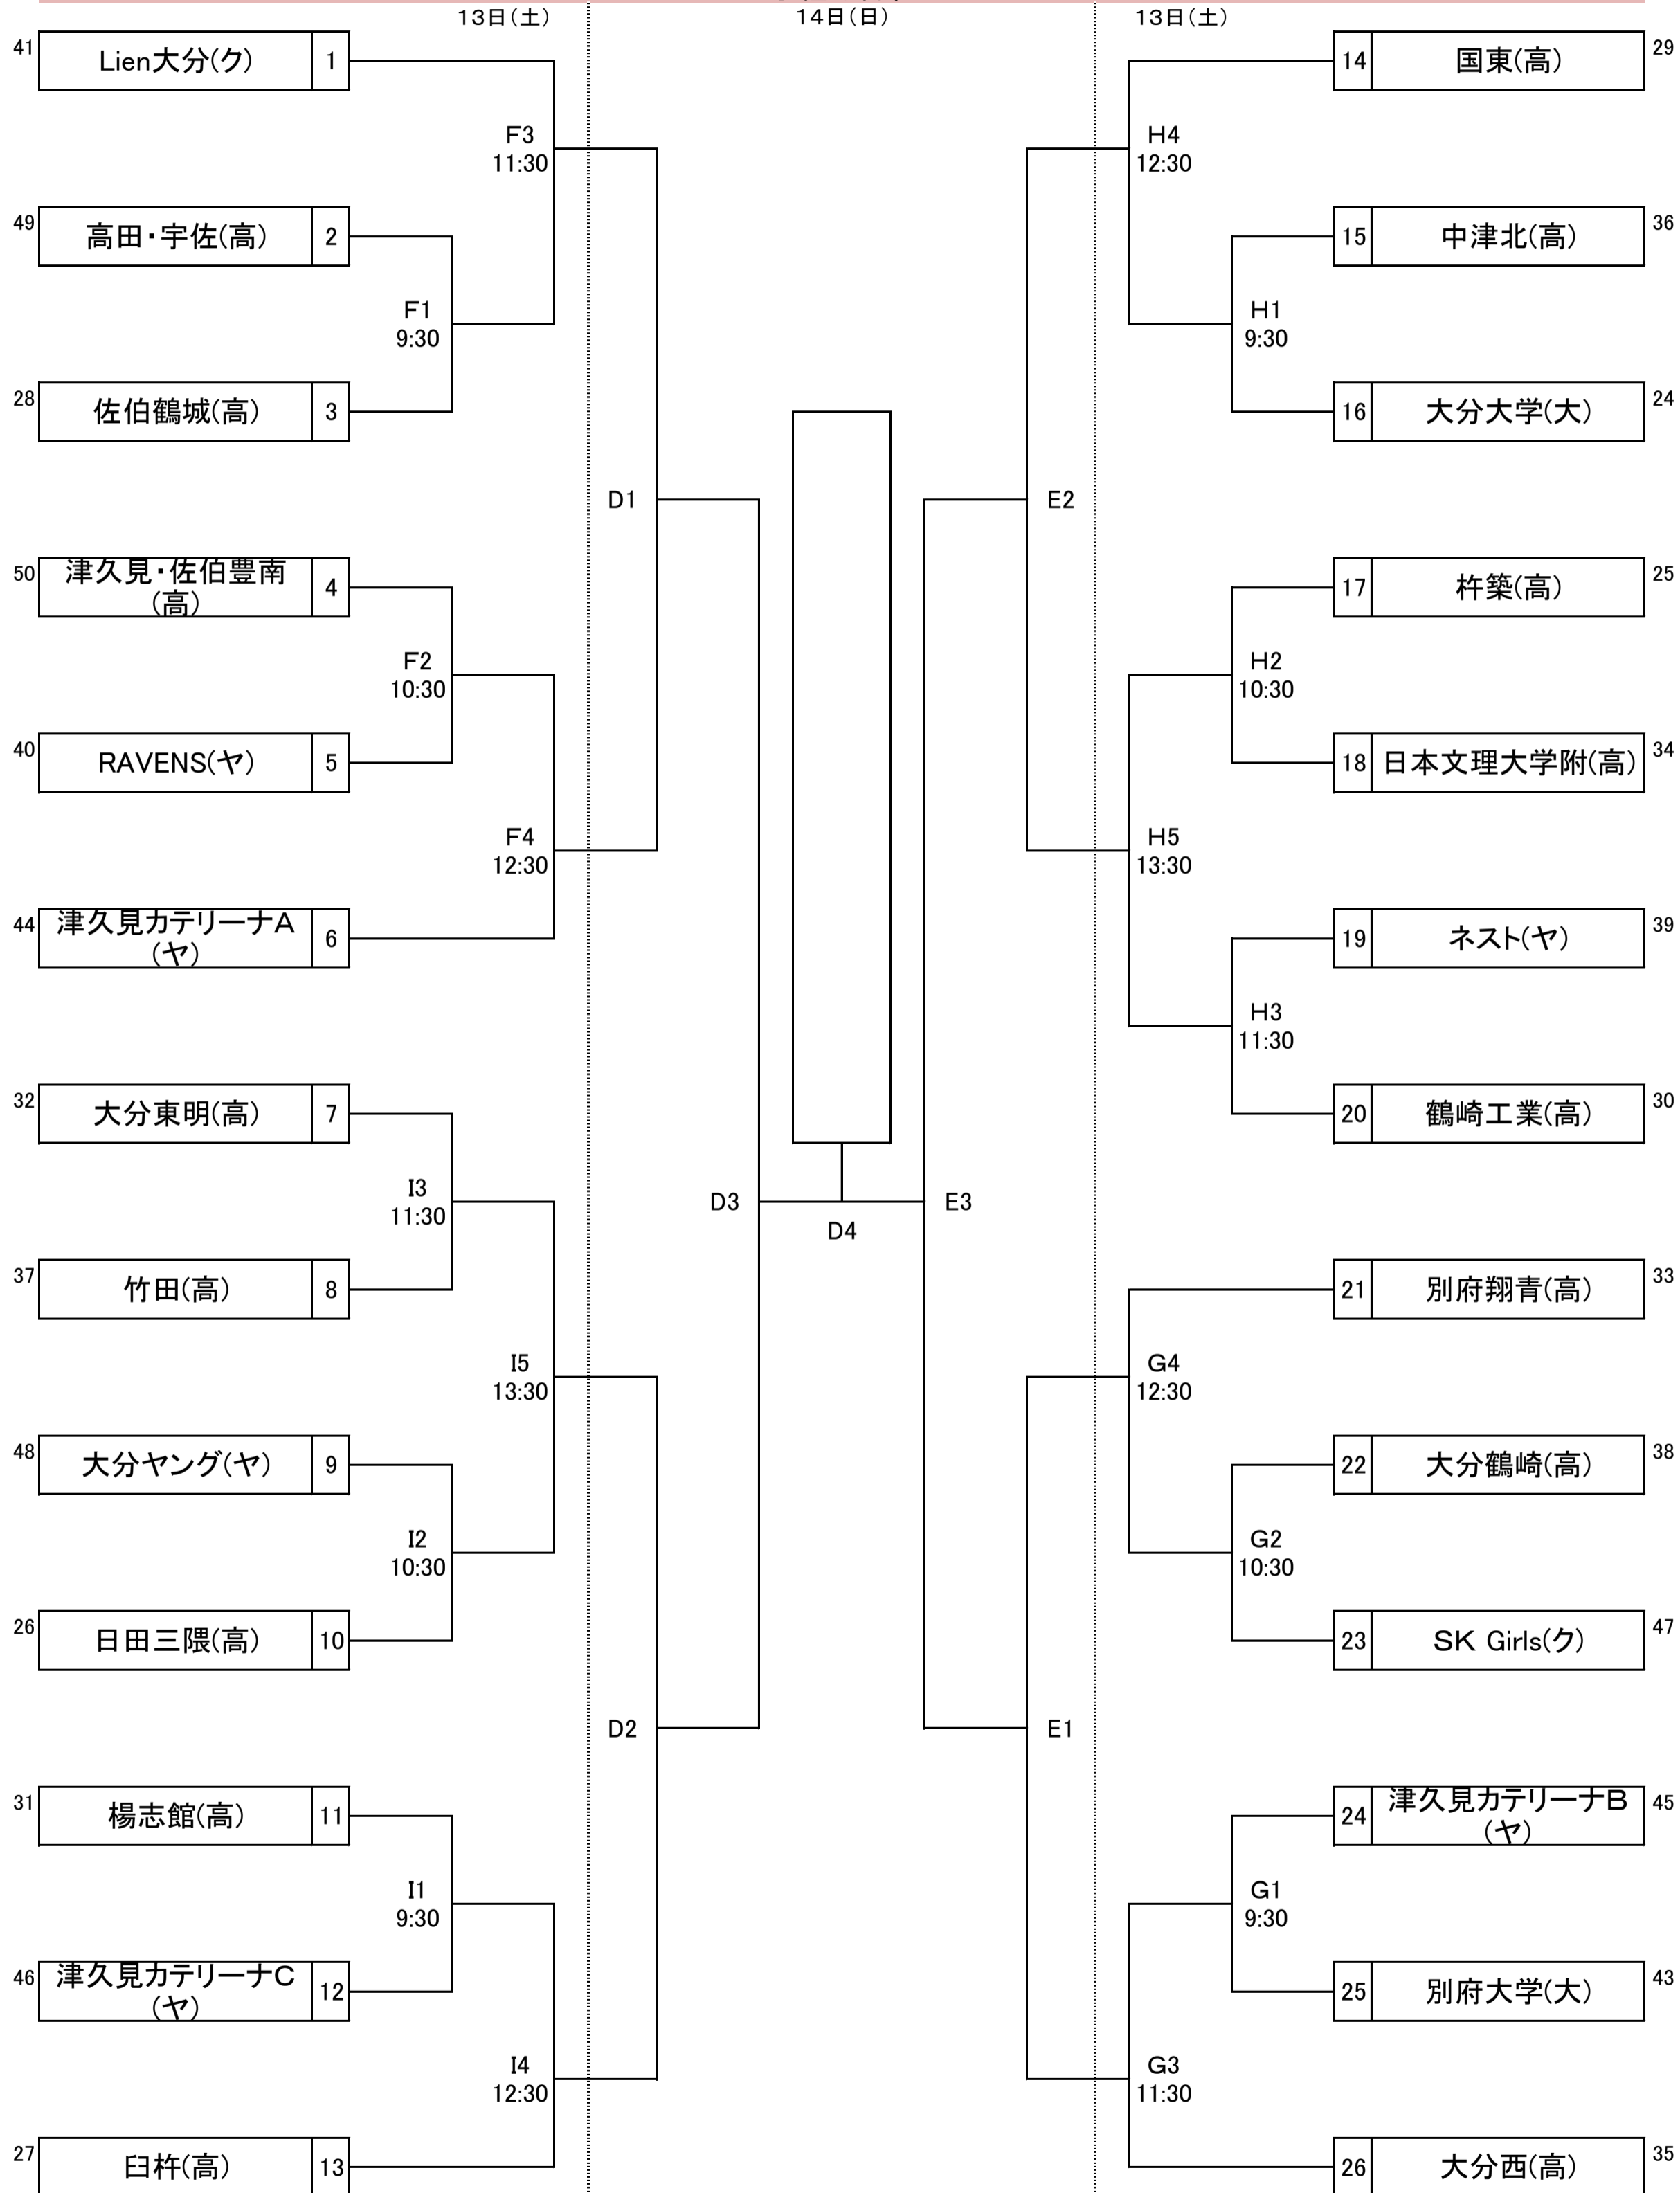 13日(土)
14日(日)
13日(土)
41
Lien大分(ク)
1
14
国東(高)
29
F3
11:30
H4
12:30
49
高田・宇佐(高)
2
15
中津北(高)
36
F1
9:30
H1
9:30
28
佐伯鶴城(高)
3
16
大分大学(大)
24
D1
E2
50
津久見・佐伯豊南
(高)
4
17
杵築(高)
25
F2
10:30
H2
10:30
40
RAVENS(ヤ)
5
18
日本文理大学附(高)
34
F4
12:30
H5
13:30
44
津久見カテリーナA
(ヤ)
6
19
ネスト(ヤ)
39
H3
11:30
32
大分東明(高)
7
20
鶴崎工業(高)
30
I3
11:30
D3
D4
E3
37
竹田(高)
8
21
別府翔青(高)
33
I5
13:30
G4
12:30
48
大分ヤング(ヤ)
9
22
大分鶴崎(高)
38
I2
10:30
G2
10:30
26
日田三隈(高)
10
23
SK Girls(ク)
47
D2
E1
31
楊志館(高)
11
24
津久見カテリーナB
(ヤ)
45
I1
9:30
G1
9:30
46
津久見カテリーナC
(ヤ)
12
25
別府大学(大)
43
I4
12:30
G3
11:30
27
臼杵(高)
13
26
大分西(高)
35